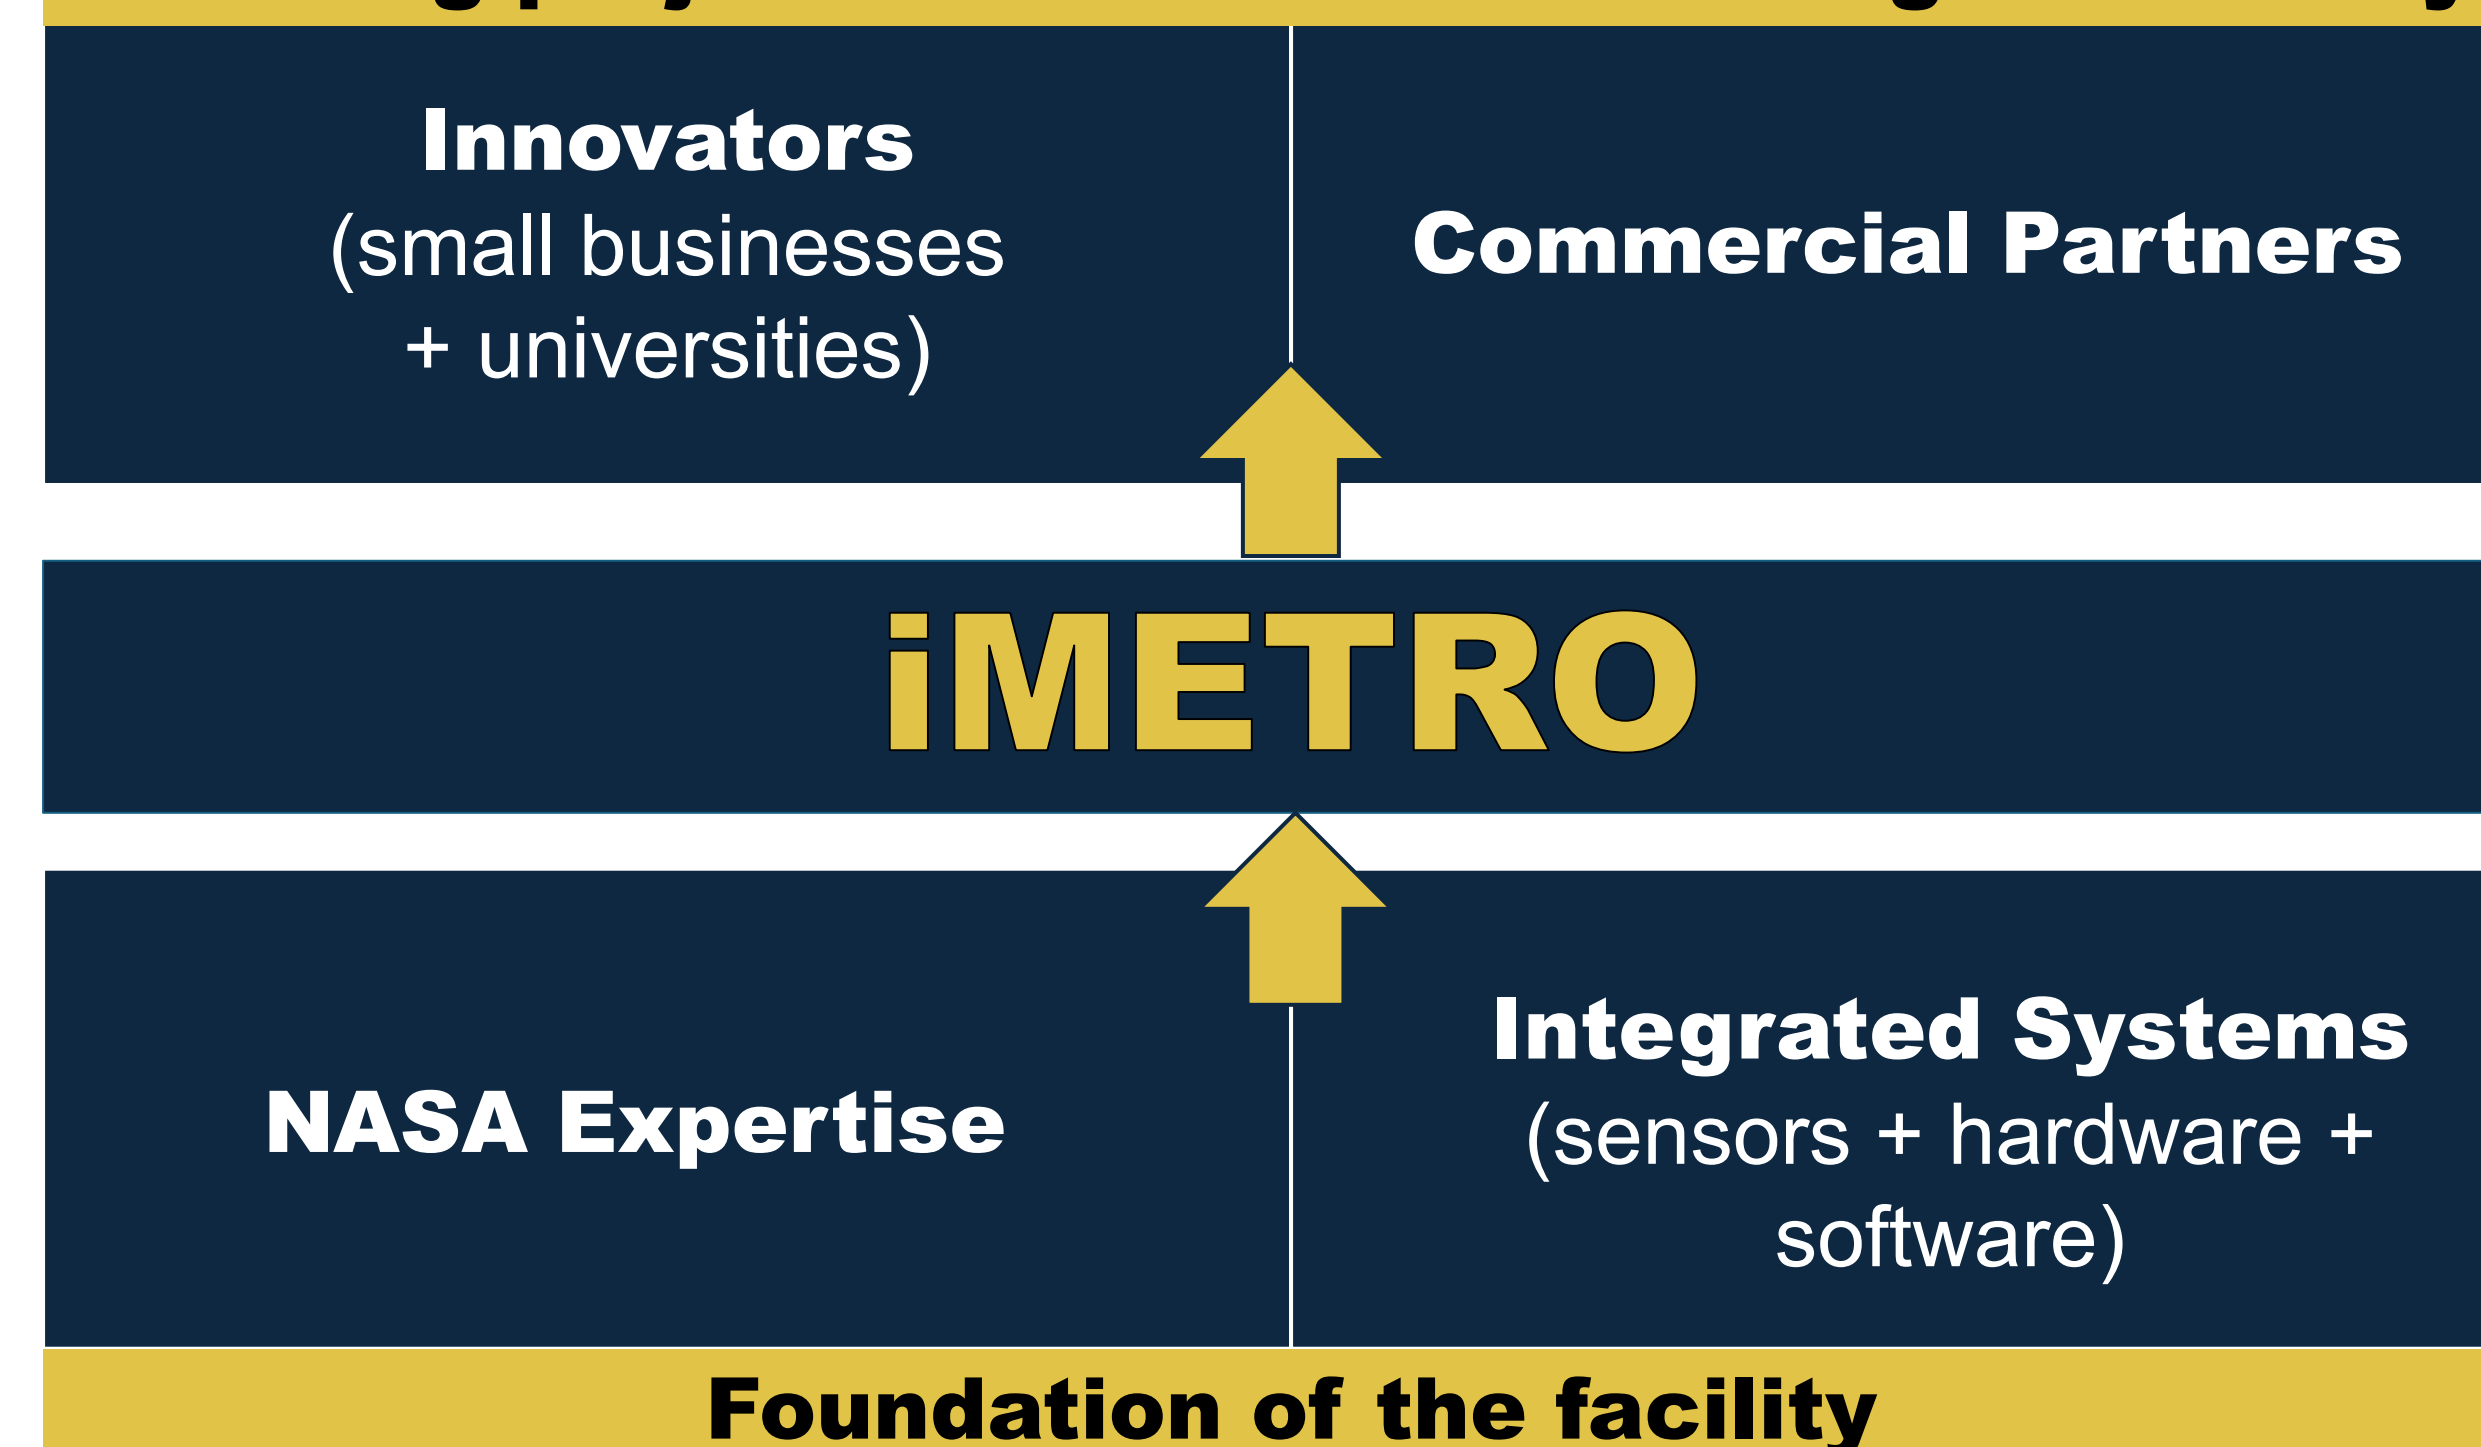 Innovators
(small businesses
+ universities)
Commercial Partners
iMETRO
NASA Expertise
Integrated Systems
(sensors + hardware +
software)
Foundation of the facility